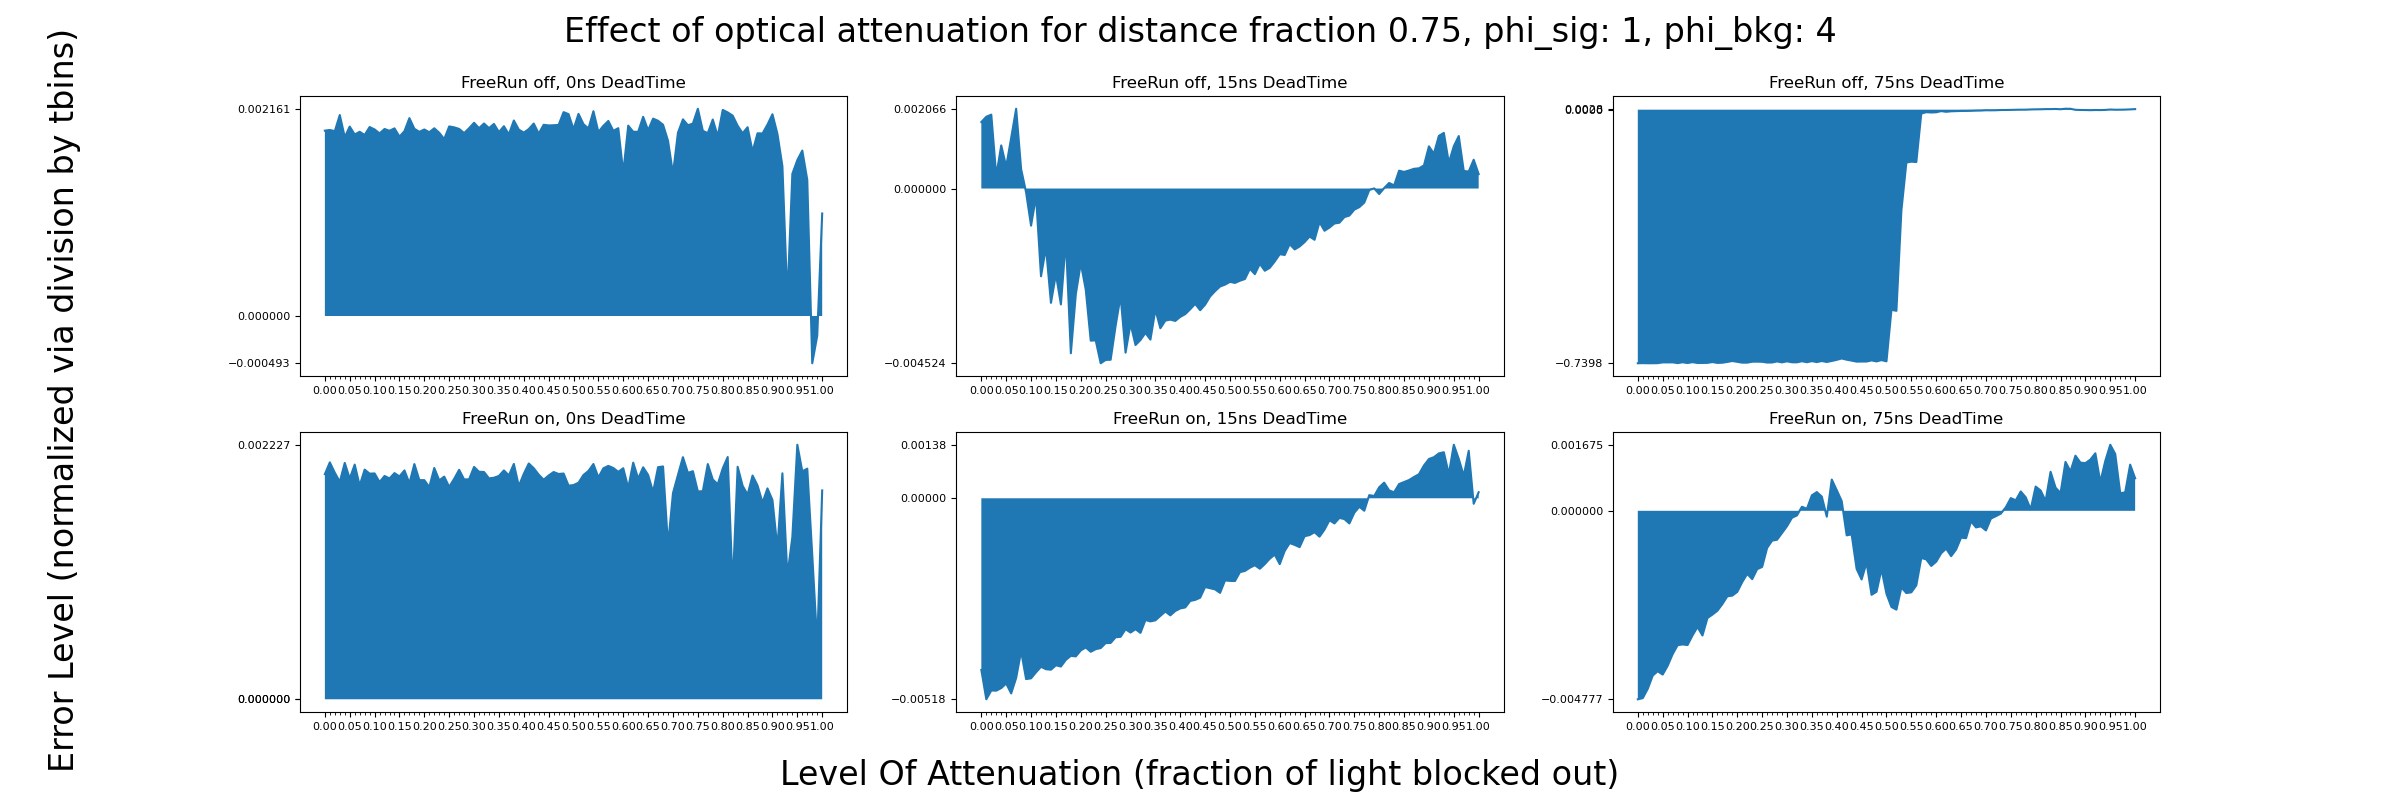 Effect of optical attenuation for distance fraction 0.75, phi_sig: 1, phi_bkg: 4
Error Level (normalized via division by tbins)
FreeRun off, 0ns DeadTime
0.002161
0.000000
−0.000493
0.00 0.05 0.10 0.15 0.20 0.25 0.30 0.35 0.40 0.45 0.50 0.55 0.60 0.65 0.70 0.75 0.80 0.85 0.90 0.95 1.00
FreeRun off, 15ns DeadTime
0.002066
0.000000
−0.004524
0.00 0.05 0.10 0.15 0.20 0.25 0.30 0.35 0.40 0.45 0.50 0.55 0.60 0.65 0.70 0.75 0.80 0.85 0.90 0.95 1.00
FreeRun off, 75ns DeadTime
−0.7398
0.00 0.05 0.10 0.15 0.20 0.25 0.30 0.35 0.40 0.45 0.50 0.55 0.60 0.65 0.70 0.75 0.80 0.85 0.90 0.95 1.00
FreeRun on, 0ns DeadTime
0.002227
0.000000
0.00 0.05 0.10 0.15 0.20 0.25 0.30 0.35 0.40 0.45 0.50 0.55 0.60 0.65 0.70 0.75 0.80 0.85 0.90 0.95 1.00
FreeRun on, 15ns DeadTime
0.00138
0.00000
−0.00518
0.00 0.05 0.10 0.15 0.20 0.25 0.30 0.35 0.40 0.45 0.50 0.55 0.60 0.65 0.70 0.75 0.80 0.85 0.90 0.95 1.00
FreeRun on, 75ns DeadTime
0.001675
0.000000
−0.004777
0.00 0.05 0.10 0.15 0.20 0.25 0.30 0.35 0.40 0.45 0.50 0.55 0.60 0.65 0.70 0.75 0.80 0.85 0.90 0.95 1.00
Level Of Attenuation (fraction of light blocked out)